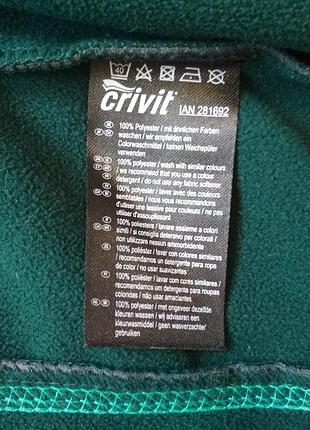 40
crivit
IAN 281692
100% Polyester / mit ähnlichen Farben
waschen / wir empfehlen ein
Colorwaschmittel / keinen Weichspüler
verwenden
100% polyester / wash with similar colours
/ we recommend that you use a colour
detergent / do not use any fabric softener
100% polyester / laver avec des couleurs
semblables / nous vous recommandons
d'utiliser une lessive pour couleurs / ne pas
utiliser d'assouplissant
100% poliestere / lavare assieme a colori
simili / si consiglia detersivo per colorati /
non utilizzare nessun ammorbidente
100% poliéster / lavar con colores similares
/ recomendamos un detergente para ropa
de color / no usar suavizante
100% poliéster / lavar com cores similares /
recomendamos um detergente para roupas
coloridas / não usar amaciantes.
100% polyester / met ongeveer dezelfde
kleuren wassen / wij adviseren een
kleurwasmiddel / geen wasverzachter
gebruiken